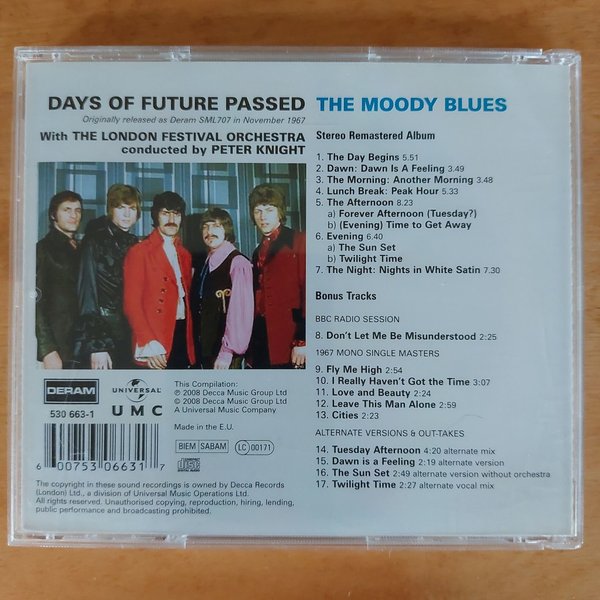 DAYS OF FUTURE PASSED THE MOODY BLUES
Originally released as Deram SML707 in November 1967
With THE LONDON FESTIVAL ORCHESTRA
conducted by PETER KNIGHT
Stereo Remastered Album
1. The Day Begins 5.51
2. Dawn: Dawn Is A Feeling 3.49
3. The Morning: Another Morning 3.48
4. Lunch Break: Peak Hour 5.33
5. The Afternoon 8.23
a) Forever Afternoon (Tuesday?)
b) (Evening) Time to Get Away
6. Evening 6.40
a) The Sun Set
b) Twilight Time
7. The Night: Nights in White Satin 7.30
Bonus Tracks
BBC RADIO SESSION
8. Don't Let Me Be Misunderstood 2:25
1967 MONO SINGLE MASTERS
9. Fly Me High 2:54
10. I Really Haven't Got the Time 3:07
11. Love and Beauty 2:24
12. Leave This Man Alone 2:59
13. Cities 2:23
ALTERNATE VERSIONS & OUT-TAKES
14. Tuesday Afternoon 4:20 alternate mix
15. Dawn is a Feeling 2:19 alternate version
16. The Sun Set 2:49 alternate version without orchestra
17. Twilight Time 2:27 alternate vocal mix
DERAM
530 663-1
UNIVERSAL
UMC
This Compilation:
℗ 2008 Decca Music Group Ltd
© 2008 Decca Music Group Ltd
A Universal Music Company
Made in the E.U.
BIEM SABAM
LC 00171
6 00753 06631 7
The copyright in these sound recordings is owned by Decca Records
(London) Ltd., a division of Universal Music Operations Ltd.
All rights reserved. Unauthorised copying, reproduction, hiring, lending,
public performance and broadcasting prohibited.